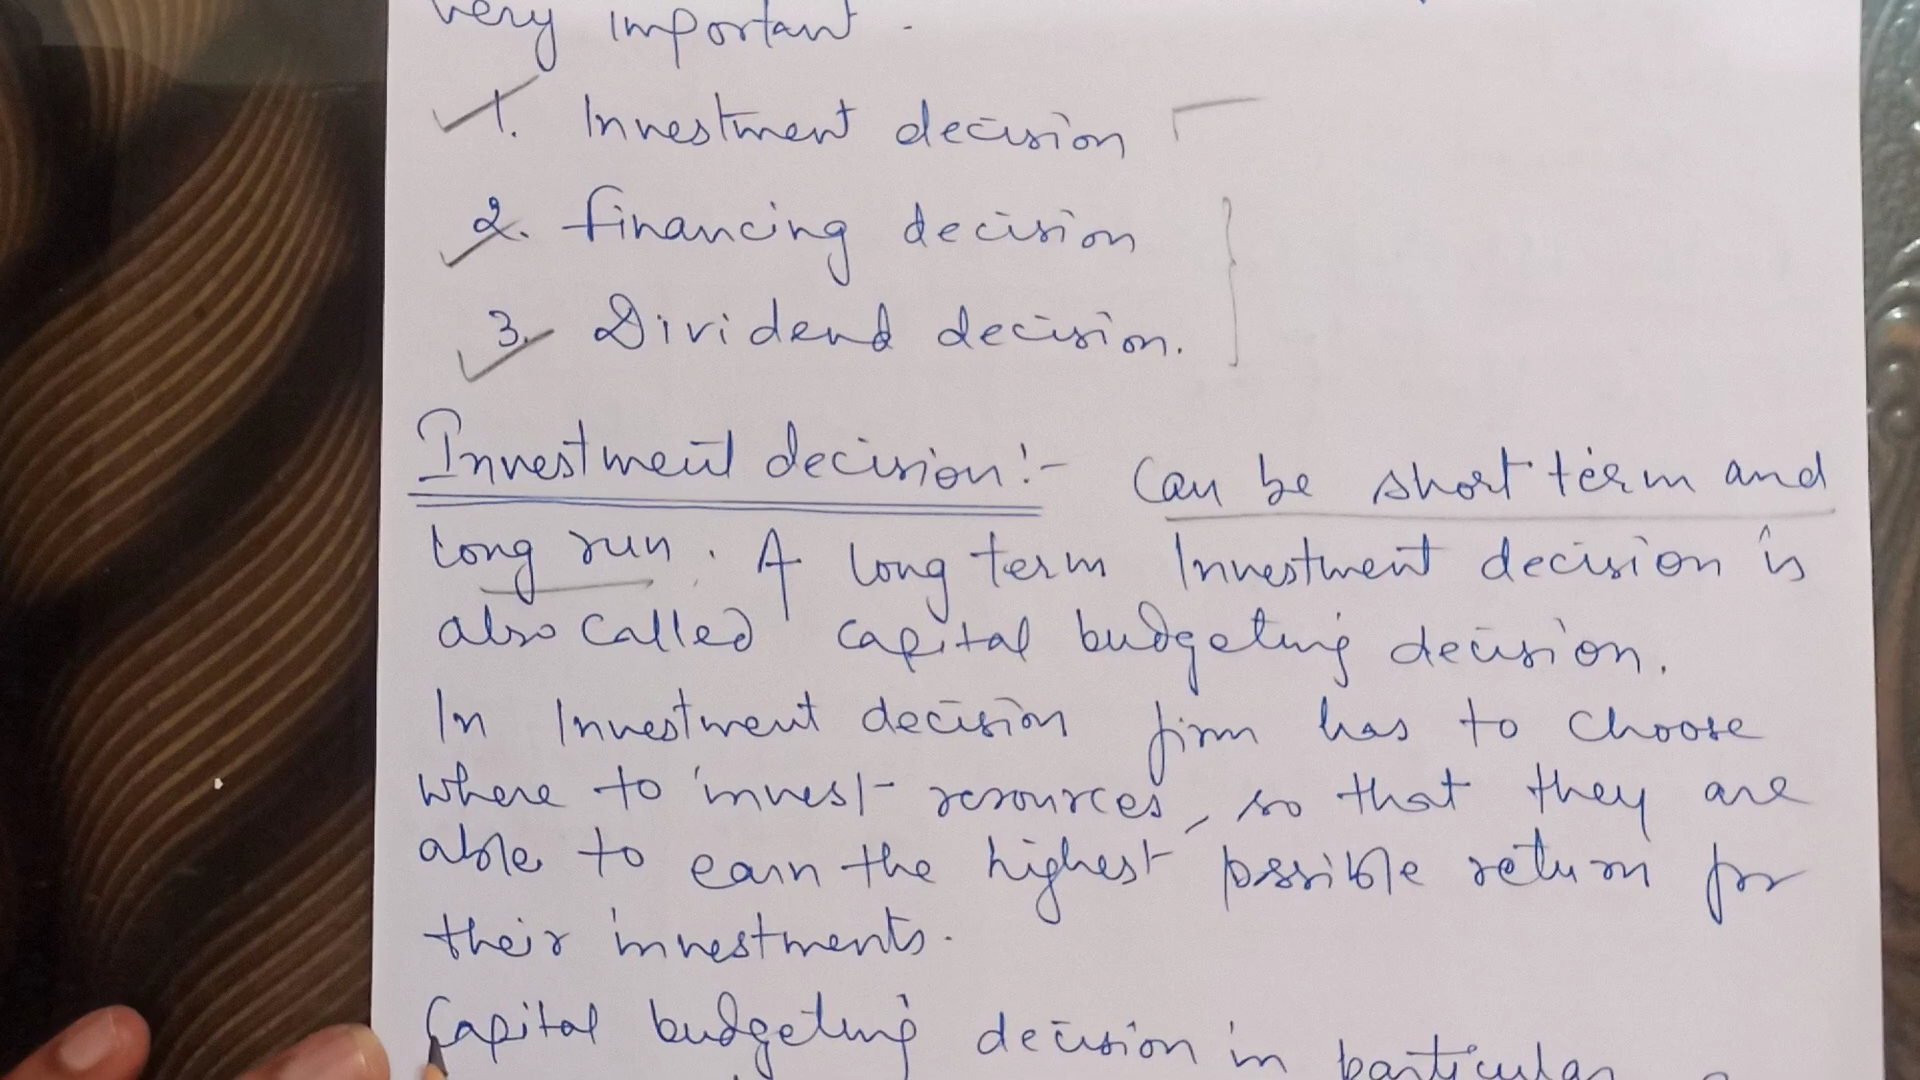 very important.
1. Investment decision
2. financing decision
3. Dividend decision.
Investment decision:- Can be short term and
long run. A long term Investment decision is
also called capital budgeting decision.
In Investment decision firm has to choose
where to invest resources, so that they are
able to earn the highest possible return for
their investments.
Capital budgeting decision in particular